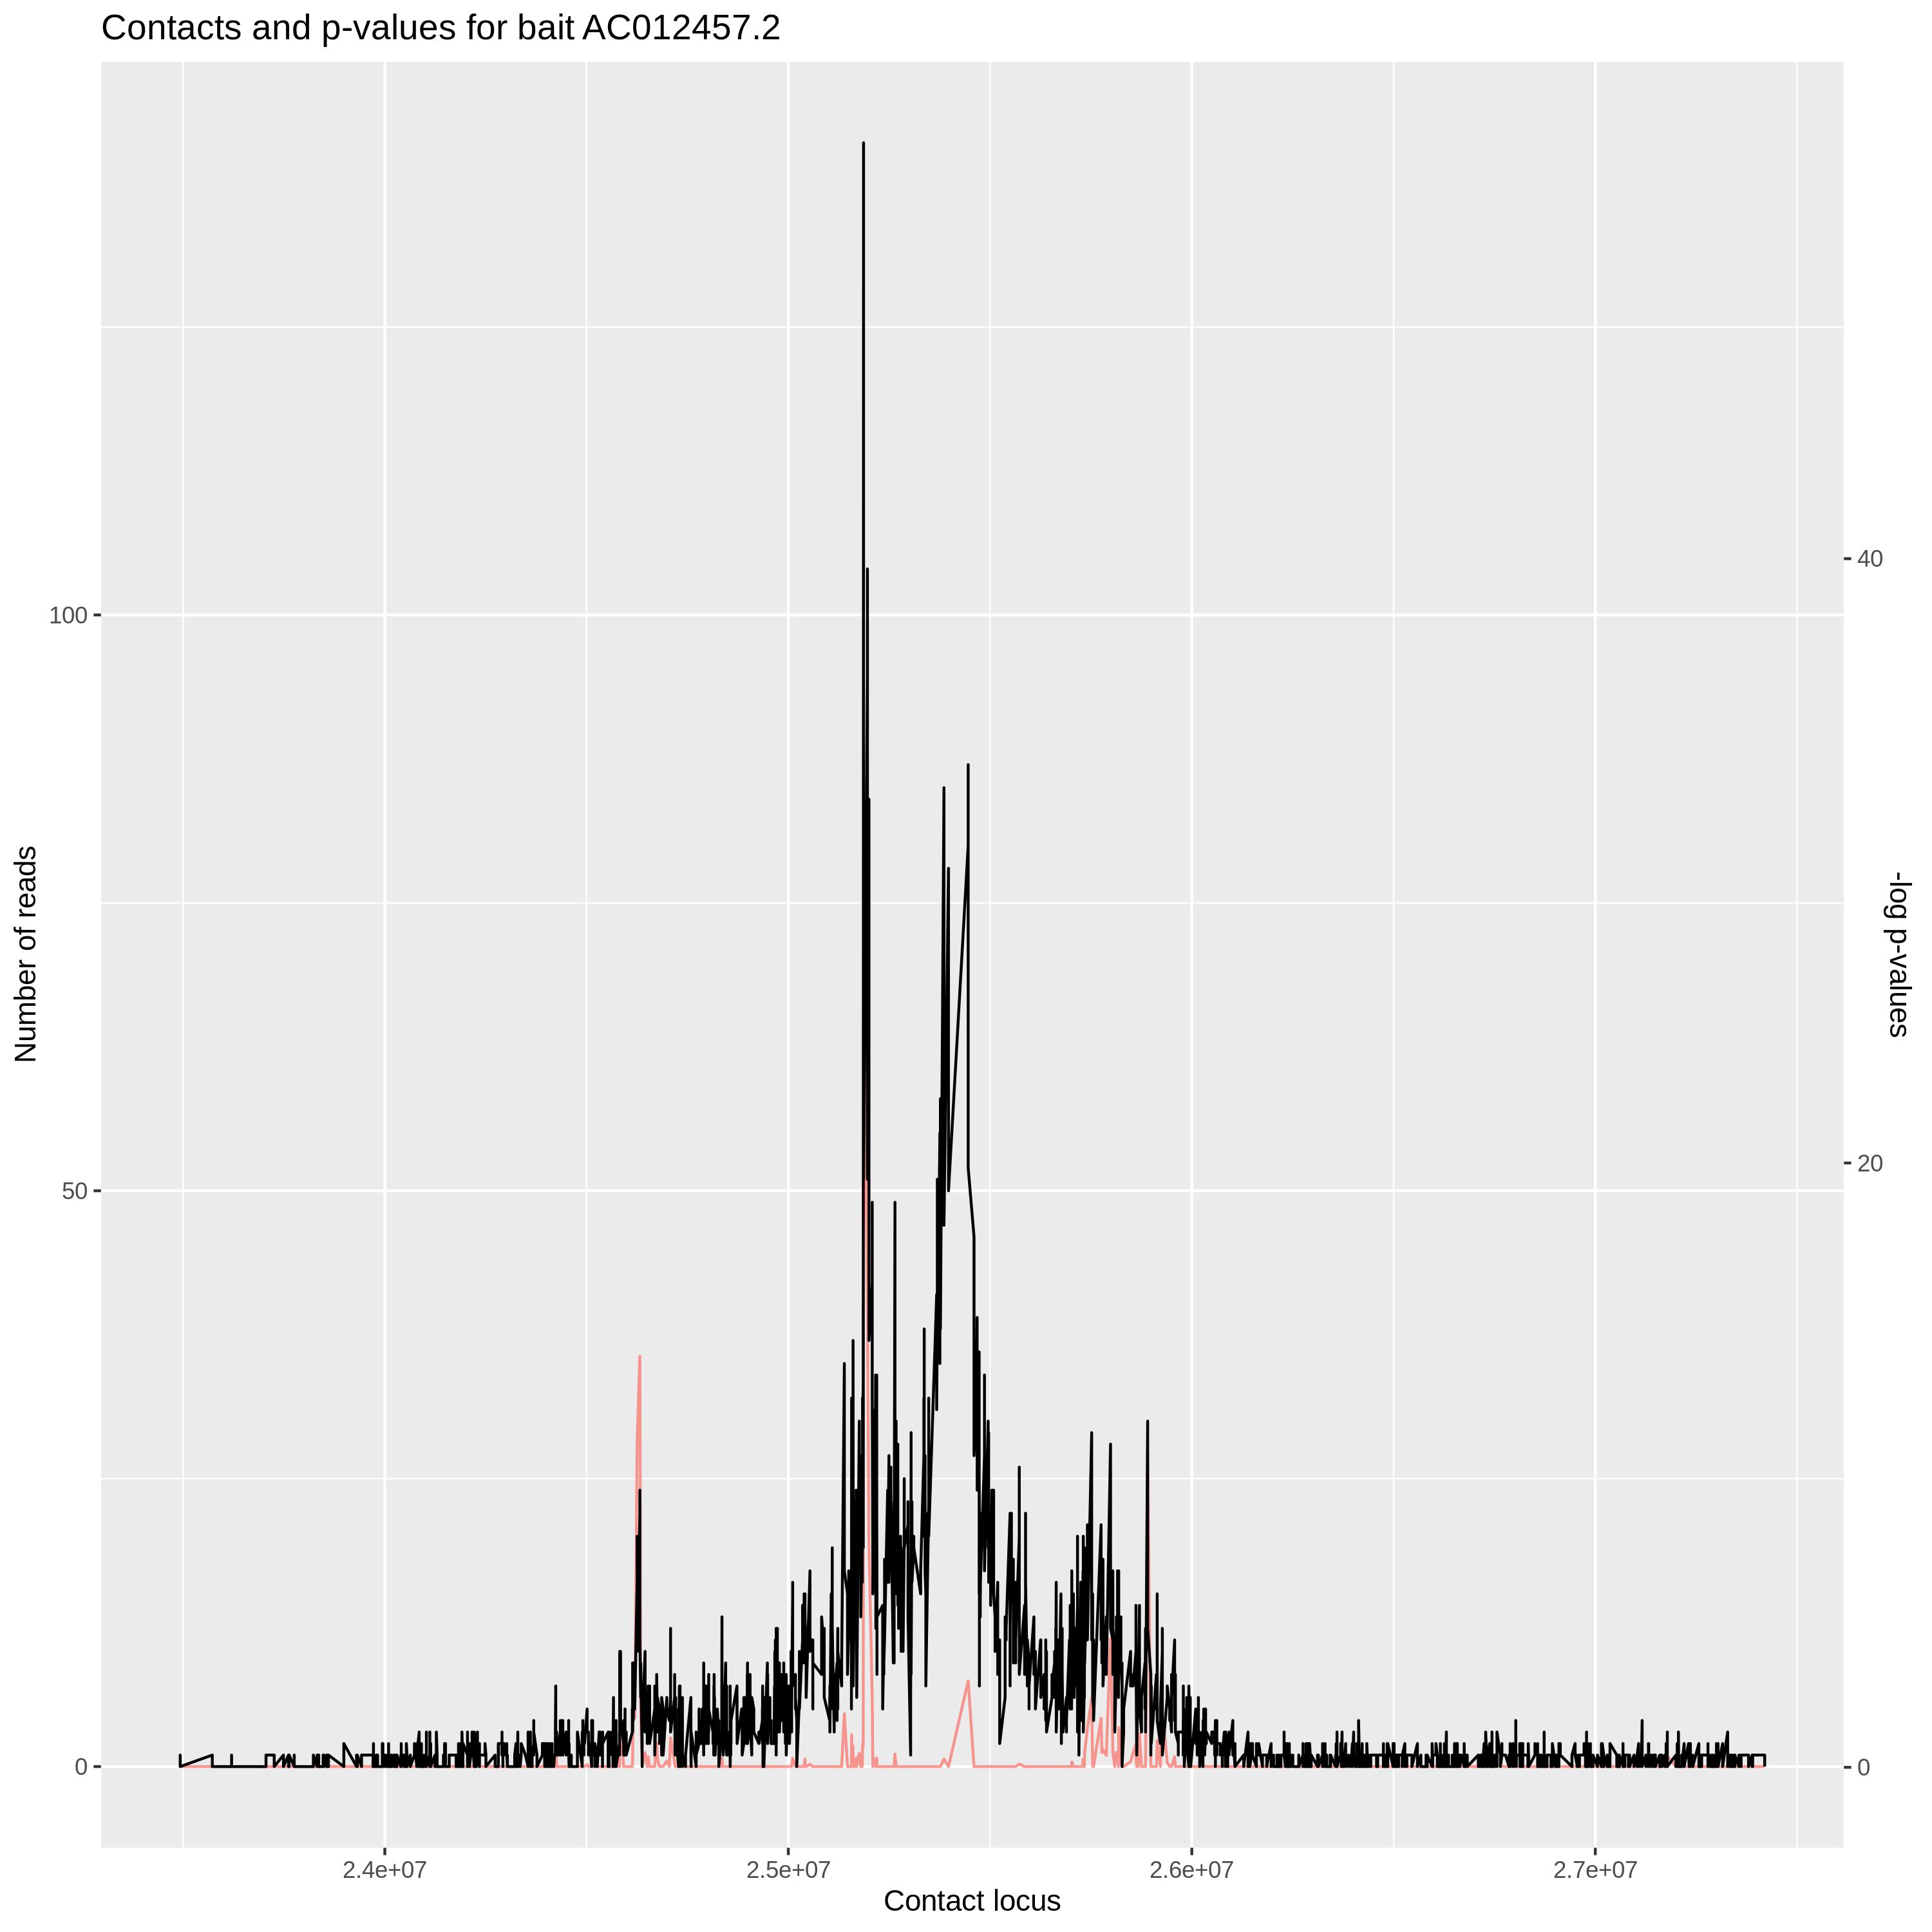 Contacts and p-values for bait AC012457.2
100
50
0
Number of reads
40
20
0
-log p-values
2.4e+07
2.5e+07
2.6e+07
2.7e+07
Contact locus